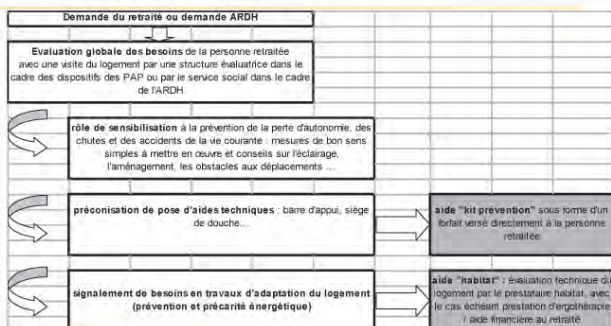 Demande du retraité ou demande ARDH
Evaluation globale des besoins de la personne retraitée
avec une visite du logement par une structure évaluatrice dans le
cadre des dispositifs des PAP ou par le service social dans le cadre
de l'ARDH
rôle de sensibilisation à la prévention de la perte d'autonomie, des
chutes et des accidents de la vie courante : mesures de bon sens
simples à mettre en œuvre et conseils sur l'éclairage,
l'aménagement, les obstacles aux déplacements ...
préconisation de pose d'aides techniques : barre d'appui, siège
de douche...
aide "kit prévention" sous forme d'un
forfait versé directement à la personne
retraitée
signalement de besoins en travaux d'adaptation du logement
(prévention et précarité énergétique)
aide "habitat" : évaluation technique du
logement par le prestataire habitat, avec
le cas échéant prestation d'ergothérapie
/ aide financière au retraité